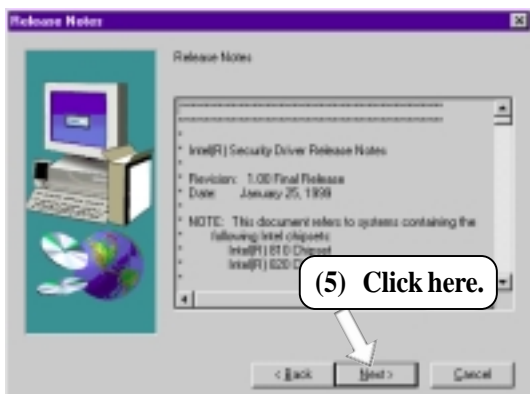 Release Notes
Release Notes
* Intel(R) Security Driver Release Notes
* Revision: 1.00 Final Release
* Date: January 25, 1999
* NOTE: This document refers to systems containing the
* following Intel chipsets:
* Intel(R) 810 Chipset
* Intel(R) 820
(5) Click here.
< Back
Next >
Cancel